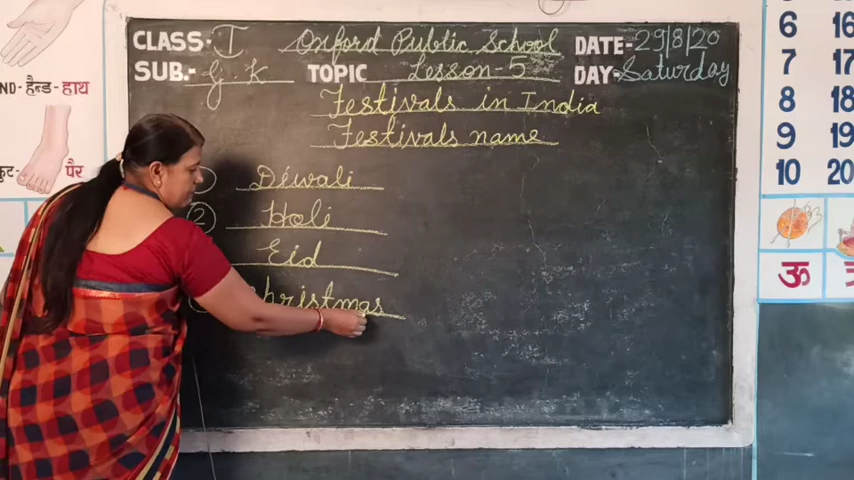 CLASS:- I Oxford Public School DATE=29/8/20
SUB.= G.K TOPIC Lesson-5 DAY=Saturday
Festivals in India
Festivals name
Diwali
② Holi
Eid
hristmas
हिन्दी- हाथ
पैर
6
7
8
9
10
16
17
18
19
20
ॐ